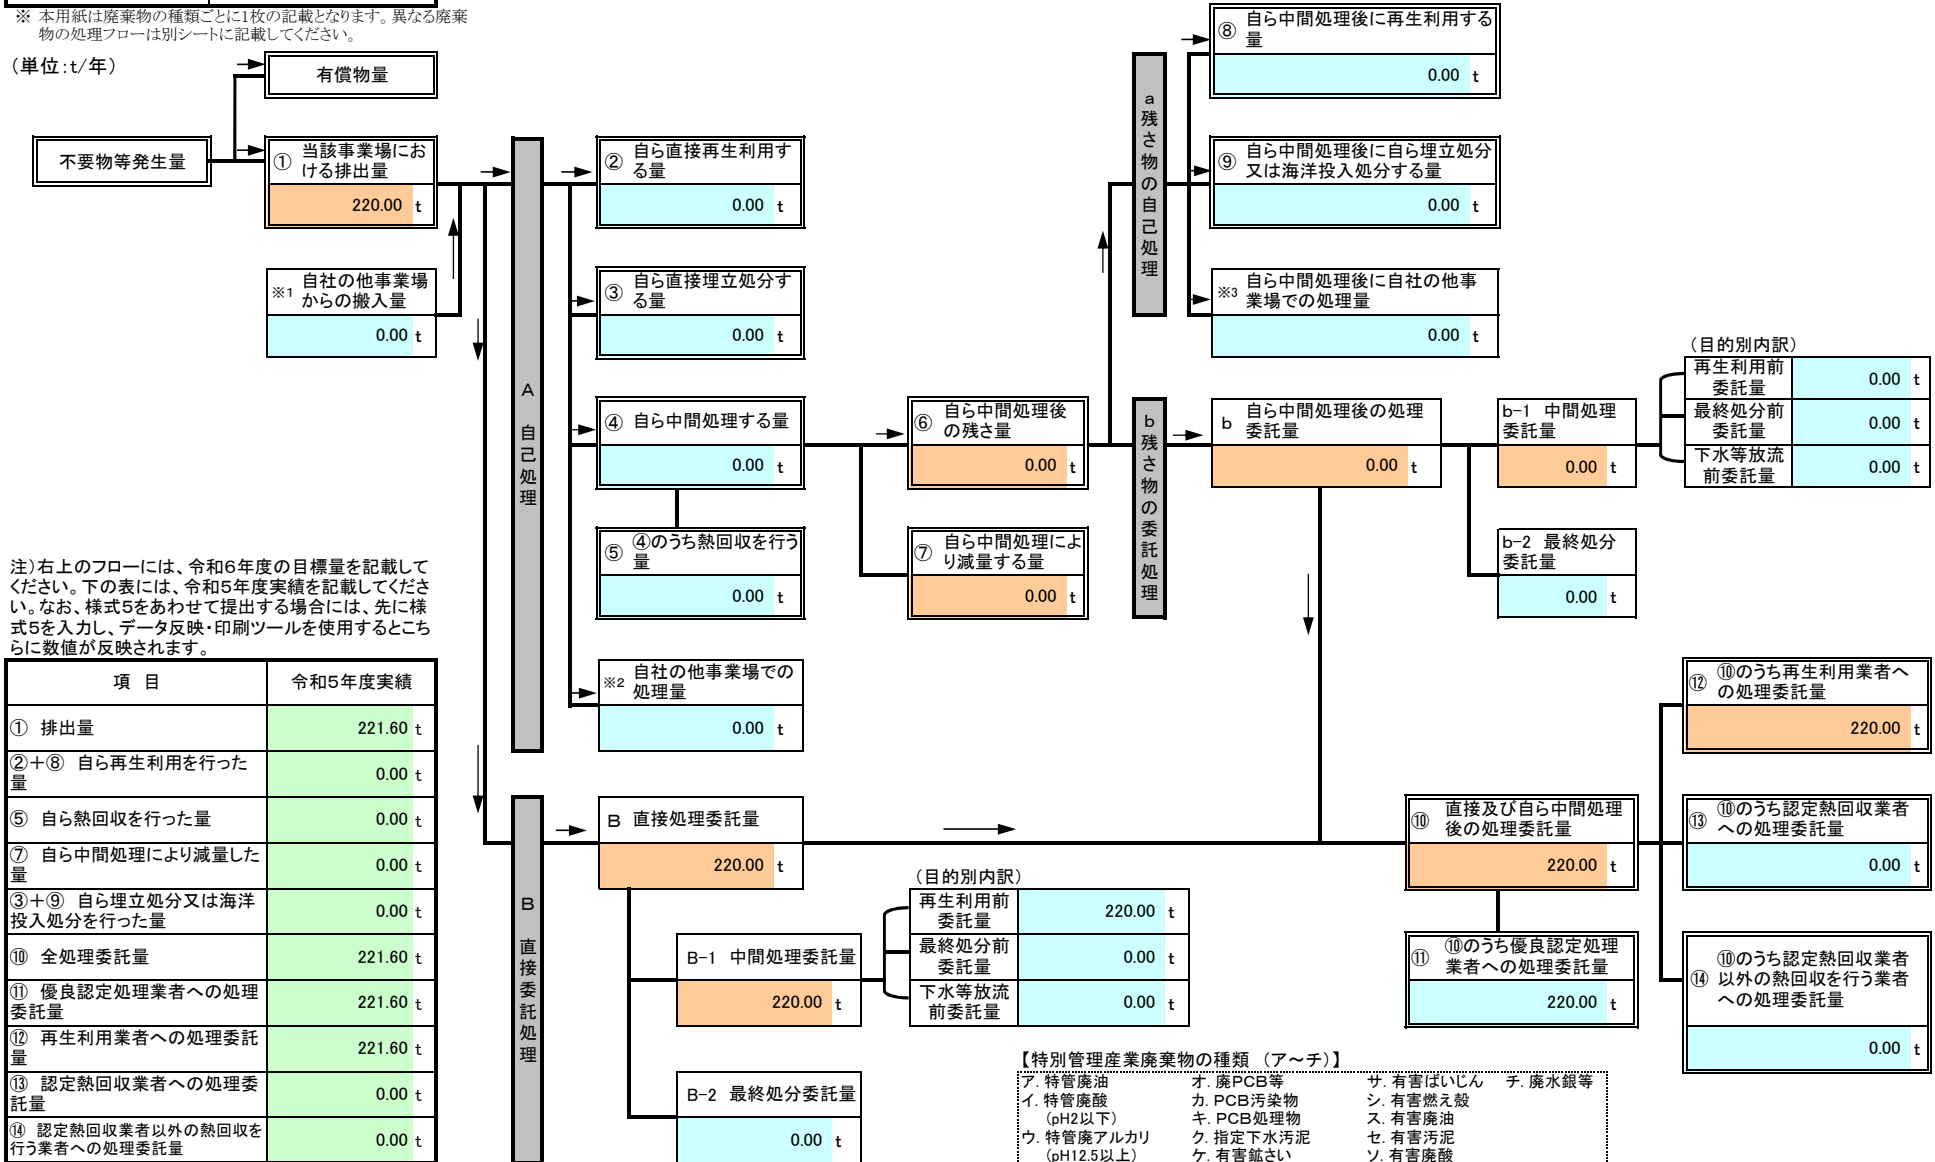 ※ 本用紙は廃棄物の種類ごとに1枚の記載となります。異なる廃棄
物の処理フローは別シートに記載してください。
（単位：t/年）
有償物量
不要物等発生量
① 当該事業場にお
ける排出量
220.00 t
※1 自社の他事業場
からの搬入量
0.00 t
A 自己処理
② 自ら直接再生利用す
る量
0.00 t
③ 自ら直接埋立処分す
る量
0.00 t
④ 自ら中間処理する量
0.00 t
⑤ ④のうち熱回収を行う
量
0.00 t
※2 自社の他事業場での
処理量
0.00 t
⑥ 自ら中間処理後
の残さ量
0.00 t
⑦ 自ら中間処理によ
り減量する量
0.00 t
a 残さ物の自己処理
⑧ 自ら中間処理後に再生利用する
量
0.00 t
⑨ 自ら中間処理後に自ら埋立処分
又は海洋投入処分する量
0.00 t
※3 自ら中間処理後に自社の他事
業場での処理量
0.00 t
b 残さ物の委託処理
b 自ら中間処理後の処理
委託量
0.00 t
b-1 中間処理
委託量
0.00 t
b-2 最終処分
委託量
0.00 t
（目的別内訳）
再生利用前
委託量
0.00 t
最終処分前
委託量
0.00 t
下水等放流
前委託量
0.00 t
注）右上のフローには、令和6年度の目標量を記載して
ください。下の表には、令和5年度実績を記載してくださ
い。なお、様式5をあわせて提出する場合には、先に様
式5を入力し、データ反映・印刷ツールを使用するとこち
らに数値が反映されます。
項 目 令和5年度実績
① 排出量 221.60 t
②＋⑧ 自ら再生利用を行った
量
0.00 t
⑤ 自ら熱回収を行った量 0.00 t
⑦ 自ら中間処理により減量した
量
0.00 t
③＋⑨ 自ら埋立処分又は海洋
投入処分を行った量
0.00 t
⑩ 全処理委託量 221.60 t
⑪ 優良認定処理業者への処理
委託量
221.60 t
⑫ 再生利用業者への処理委託
量
221.60 t
⑬ 認定熱回収業者への処理委
託量
0.00 t
⑭ 認定熱回収業者以外の熱回収を
行う業者への処理委託量
0.00 t
B 直接委託処理
B 直接処理委託量
220.00 t
B-1 中間処理委託量
220.00 t
B-2 最終処分委託量
0.00 t
（目的別内訳）
再生利用前
委託量
220.00 t
最終処分前
委託量
0.00 t
下水等放流
前委託量
0.00 t
⑩ 直接及び自ら中間処理
後の処理委託量
220.00 t
⑪ ⑩のうち優良認定処理
業者への処理委託量
220.00 t
⑫ ⑩のうち再生利用業者へ
の処理委託量
220.00 t
⑬ ⑩のうち認定熱回収業者
への処理委託量
0.00 t
⑭ ⑩のうち認定熱回収業者
以外の熱回収を行う業者
への処理委託量
0.00 t
【特別管理産業廃棄物の種類 （ア～チ）】
ア. 特管廃油 オ. 廃PCB等 サ. 有害ばいじん チ. 廃水銀等
イ. 特管廃酸 カ. PCB汚染物 シ. 有害燃え殻
(pH2以下) キ. PCB処理物 ス. 有害廃油
ウ. 特管廃アルカリ ク. 指定下水汚泥 セ. 有害汚泥
(pH12.5以上) ケ. 有害鉱さい ソ. 有害廃酸